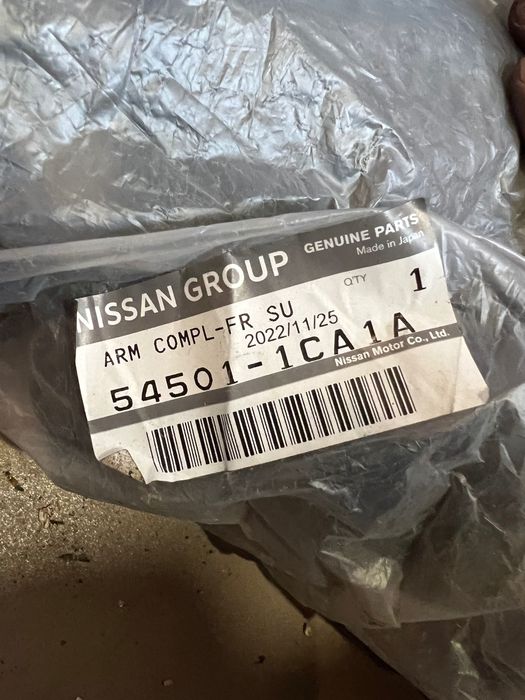 NISSAN GROUP
GENUINE PARTS
Made in Japan
ARM COMPL-FR SU
QTY 1
2022/11/25
54501-1CA1A
Nissan Motor Co., Ltd.